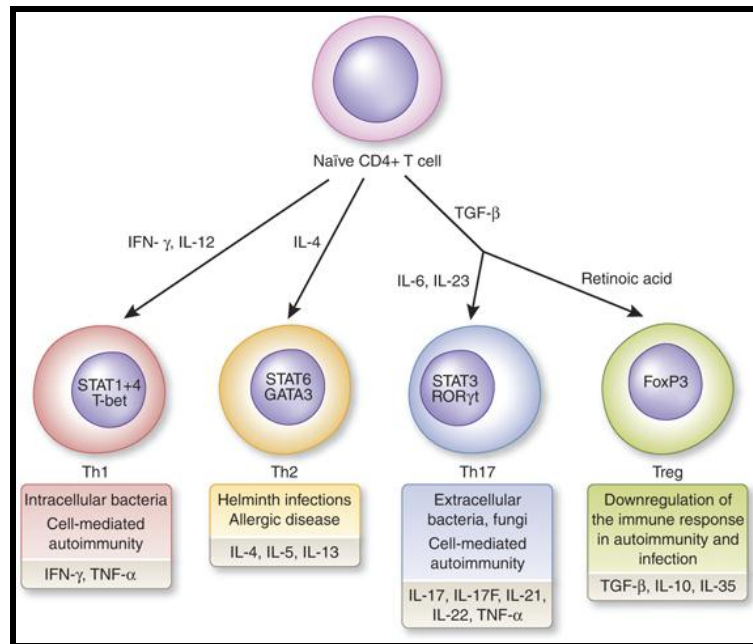 Naïve CD4+ T cell
TGF-β
IFN- γ, IL-12
IL-4
IL-6, IL-23
Retinoic acid
STAT1+4
T-bet
STAT6
GATA3
STAT3
RORγt
FoxP3
Th1
Th2
Th17
Treg
Intracellular bacteria
Cell-mediated
autoimmunity
IFN-γ, TNF-α
Helminth infections
Allergic disease
IL-4, IL-5, IL-13
Extracellular
bacteria, fungi
Cell-mediated
autoimmunity
IL-17, IL-17F, IL-21,
IL-22, TNF-α
Downregulation of
the immune response
in autoimmunity and
infection
TGF-β, IL-10, IL-35